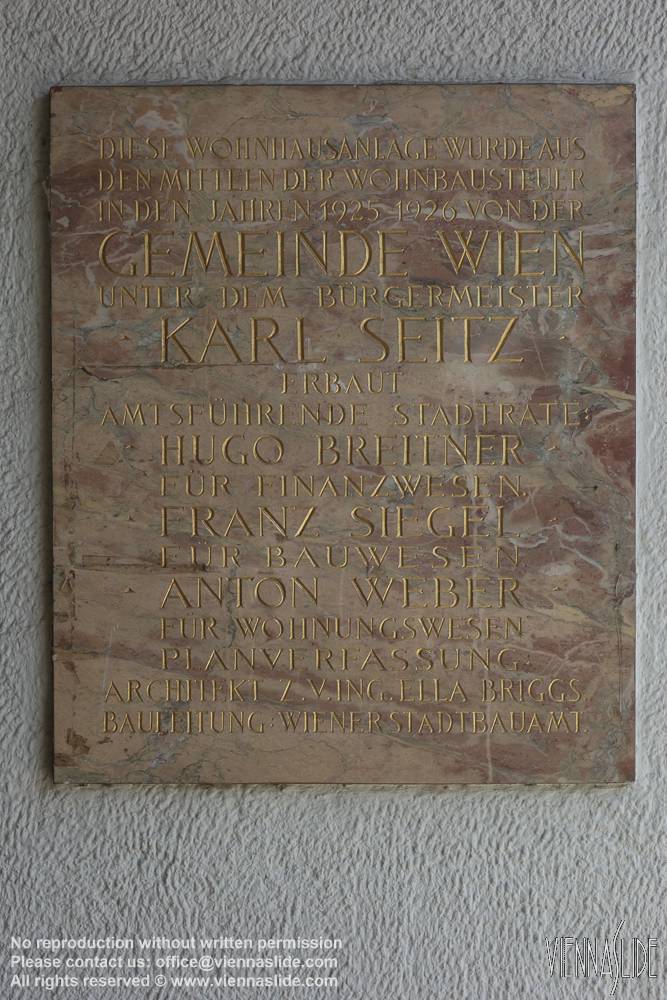 DIESE WOHNHAUSANLAGE WURDE AUS
DEN MITTELN DER WOHNBAUSTEUER
IN DEN JAHREN 1925-1926 VON DER
GEMEINDE WIEN
UNTER DEM BÜRGERMEISTER
· KARL SEITZ ·
ERBAUT
AMTSFÜHRENDE STADTRÄTE:
· HUGO BREITNER ·
FÜR FINANZWESEN.
· FRANZ SIEGEL ·
FÜR BAUWESEN.
· ANTON WEBER ·
FÜR WOHNUNGSWESEN
PLANVERFASSUNG:
ARCHITEKT Z.V.ING.ELLA BRIGGS.
BAULEITUNG: WIENER STADTBAUAMT.
No reproduction without written permission
Please contact us: office@viennaslide.com
All rights reserved © www.viennaslide.com
VIENNASLIDE